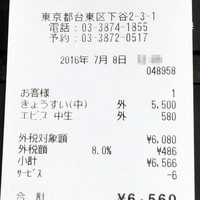 東京都台東区下谷2-3-1
電話：03-3874-1855
予約：03-3872-0517
2016年 7月 8日
048958
お客様 1
きょうすい(中) 外 5,500
エビス 中生 外 580
外税対象額 ¥6,080
外税額 8.0% ¥486
小計 ¥6,566
サービス -6
合計 ¥6,560